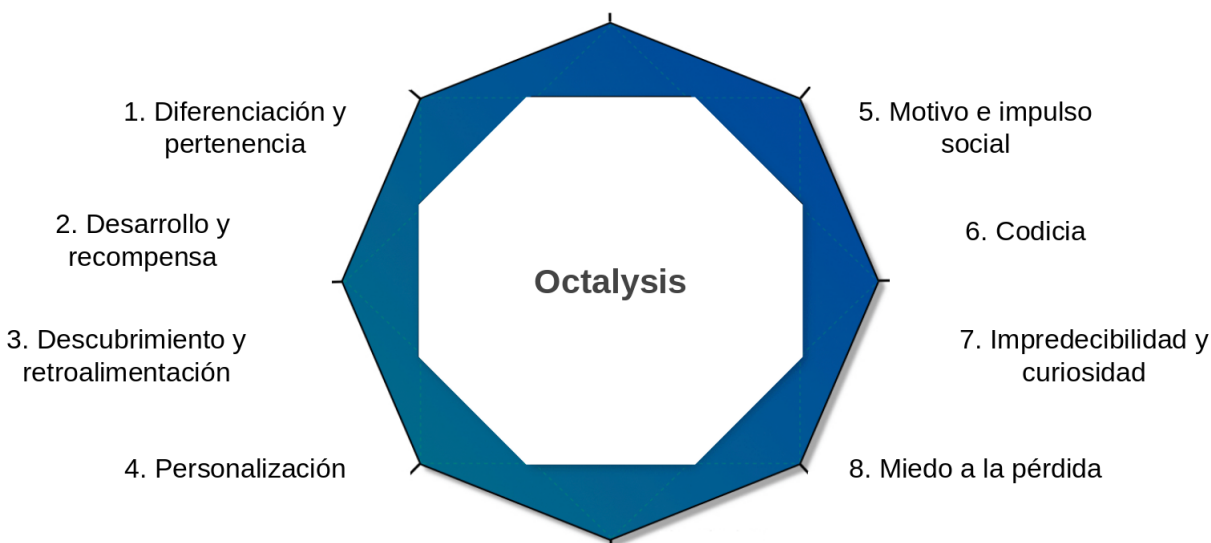 1. Diferenciación y
pertenencia
2. Desarrollo y
recompensa
3. Descubrimiento y
retroalimentación
4. Personalización
Octalysis
5. Motivo e impulso
social
6. Codicia
7. Impredecibilidad y
curiosidad
8. Miedo a la pérdida